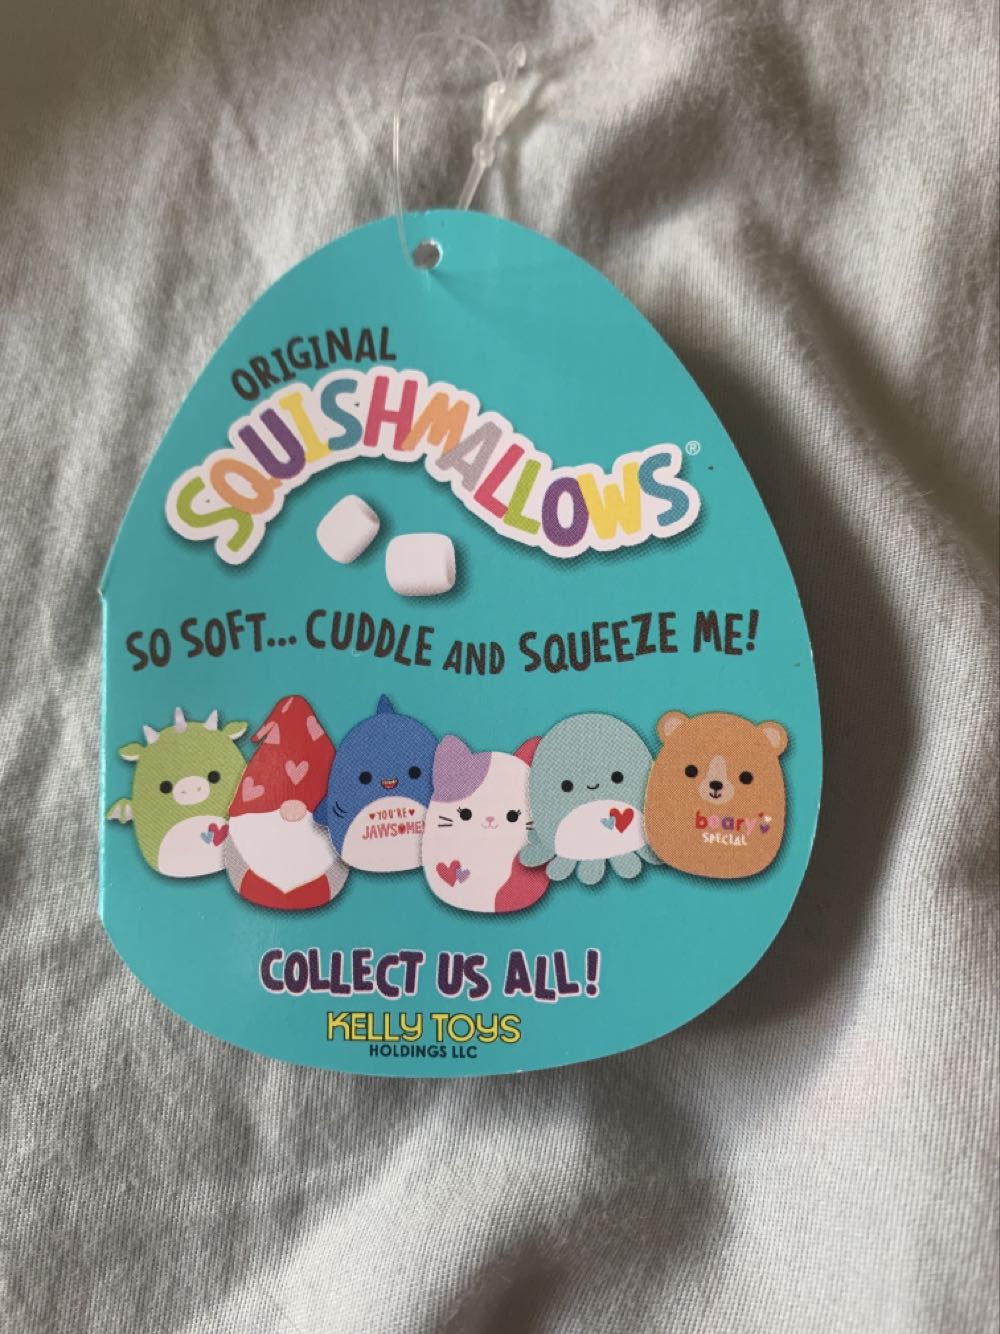 ORIGINAL
SQUISHMALLOWS®
SO SOFT... CUDDLE AND SQUEEZE ME!
YOU'RE
JAWSOME!
beary
SPECIAL
COLLECT US ALL!
KELLY TOYS
HOLDINGS LLC